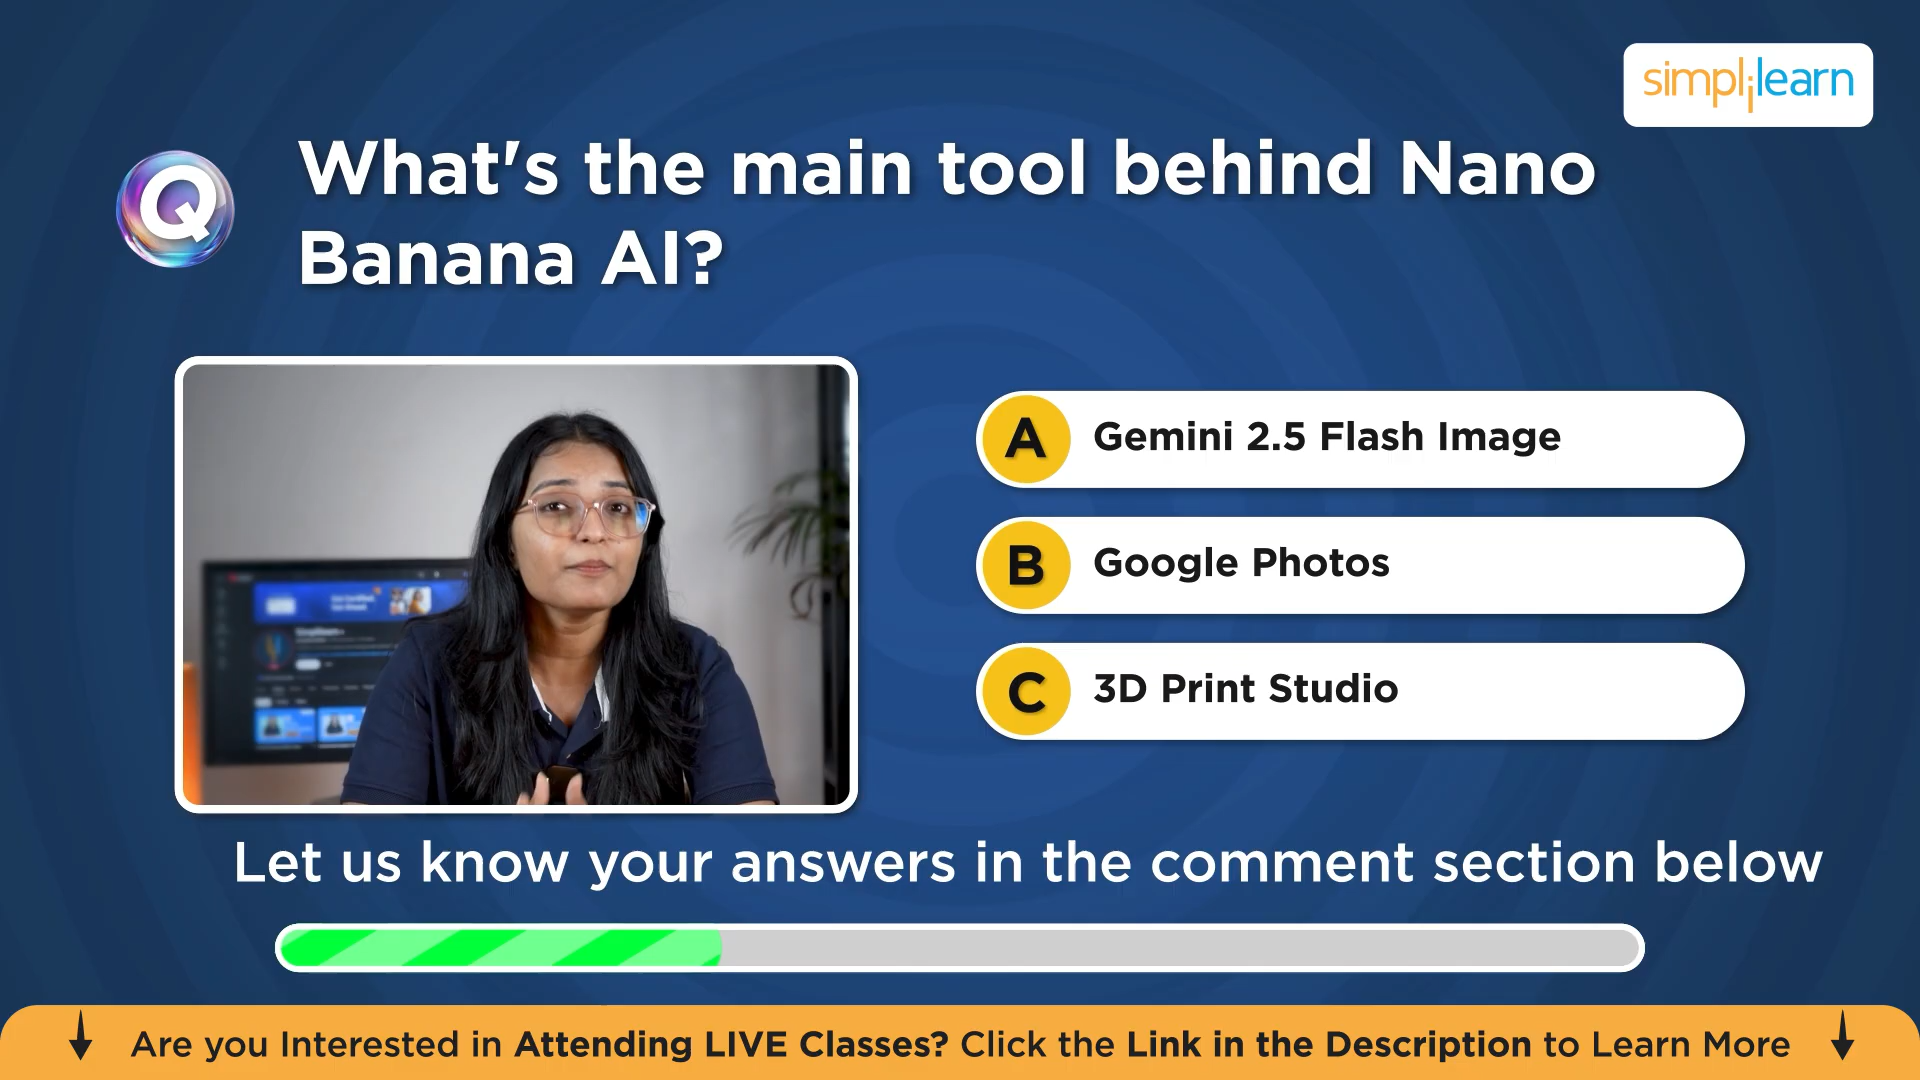 simplilearn
Q
What's the main tool behind Nano
Banana AI?
A Gemini 2.5 Flash Image
B Google Photos
C 3D Print Studio
Let us know your answers in the comment section below
Are you Interested in Attending LIVE Classes? Click the Link in the Description to Learn More